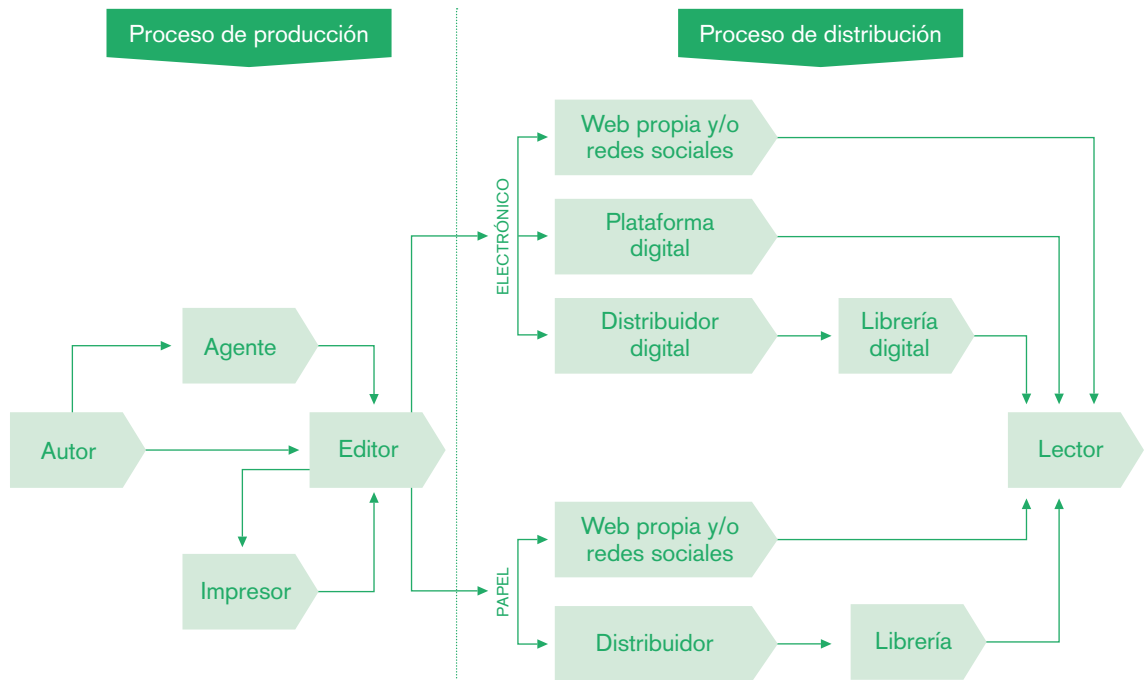 Proceso de producción
Proceso de distribución
ELECTRÓNICO
Web propia y/o
redes sociales
Plataforma
digital
Distribuidor
digital
Librería
digital
Agente
Autor
Editor
Lector
Impresor
PAPEL
Web propia y/o
redes sociales
Distribuidor
Librería